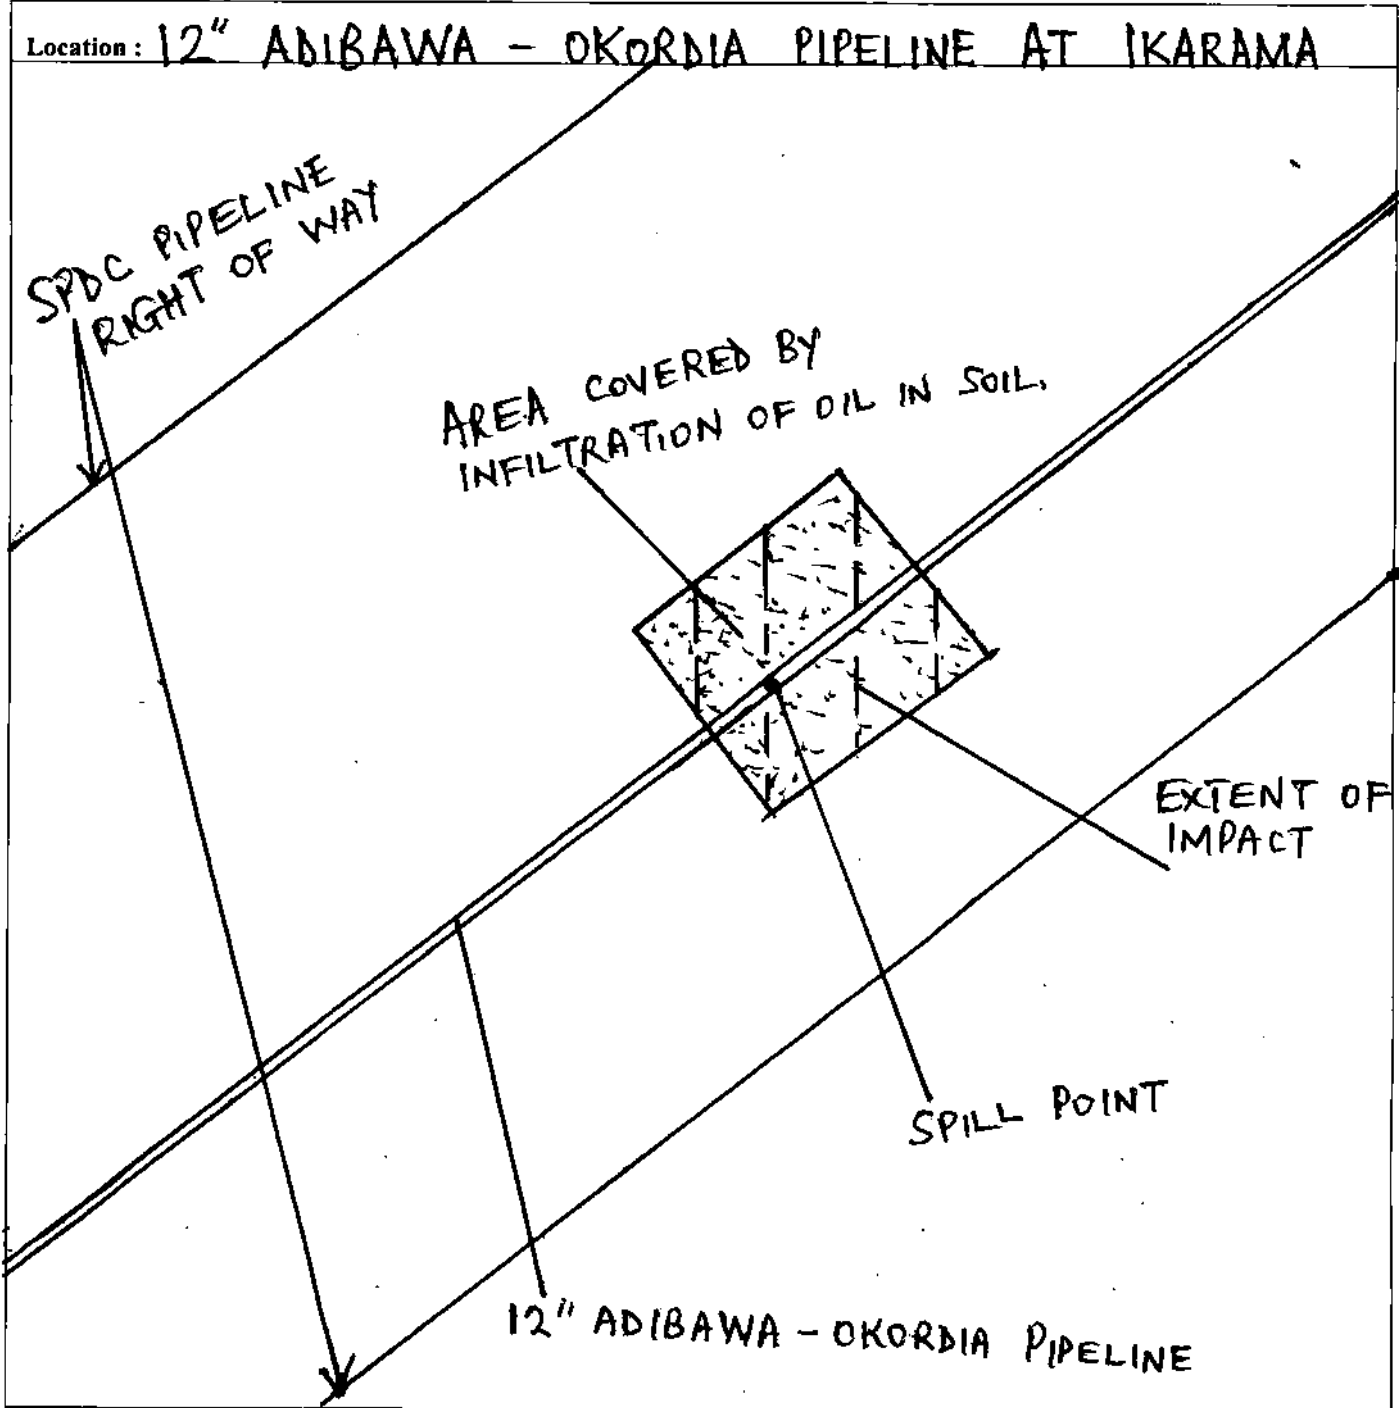 Location : 12" ADIBAWA - OKORDIA PIPELINE AT IKARAMA
SPDC PIPELINE
RIGHT OF WAY
AREA COVERED BY
INFILTRATION OF OIL IN SOIL.
EXTENT OF
IMPACT
SPILL POINT
12" ADIBAWA - OKORDIA PIPELINE